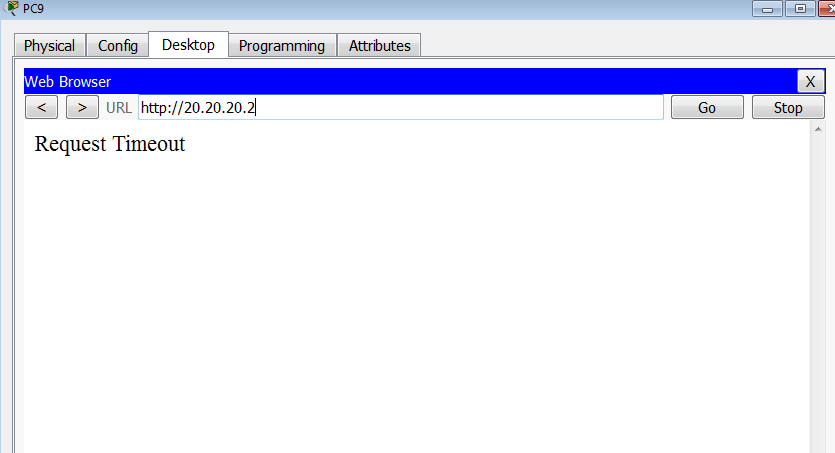 PC9
Physical Config Desktop Programming Attributes
Web Browser X
< > URL http://20.20.20.2 Go Stop
Request Timeout